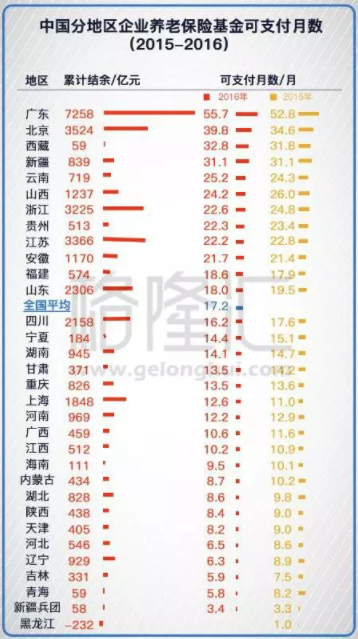 中国分地区企业养老保险基金可支付月数
(2015-2016)
地区 累计结余/亿元 可支付月数/月
2016年 2015年
广东 7258 55.7 52.8
北京 3524 39.8 34.6
西藏 59 32.8 31.8
新疆 839 31.1 31.1
云南 719 25.2 24.3
山西 1237 24.2 26.0
浙江 3225 22.6 24.8
贵州 513 22.3 23.4
江苏 3366 22.2 22.8
安徽 1170 21.7 21.4
福建 574 18.6 17.9
山东 2306 18.0 19.5
全国平均 17.2
四川 2158 16.2 17.6
宁夏 184 14.4 15.1
湖南 945 14.1 14.7
甘肃 371 13.5 14.2
重庆 826 13.5 13.6
上海 1848 12.6 11.0
河南 969 12.2 12.9
广西 459 10.6 11.6
江西 512 10.2 10.9
海南 111 9.5 10.1
内蒙古 434 8.7 10.2
湖北 828 8.6 9.8
陕西 438 8.4 9.0
天津 405 8.2 9.0
河北 546 6.5 8.6
辽宁 929 6.3 8.9
吉林 331 5.9 7.5
青海 59 5.8 8.2
新疆兵团 58 3.4 3.3
黑龙江 -232 1.0
格隆汇
www.gelonghui.com